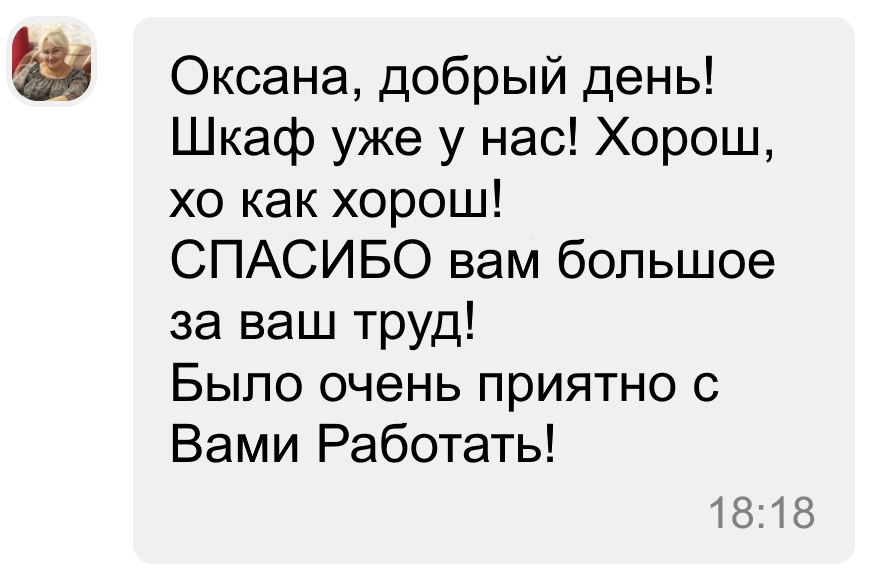 Оксана, добрый день!
Шкаф уже у нас! Хорош,
хо как хорош!
СПАСИБО вам большое
за ваш труд!
Было очень приятно с
Вами Работать!
18:18